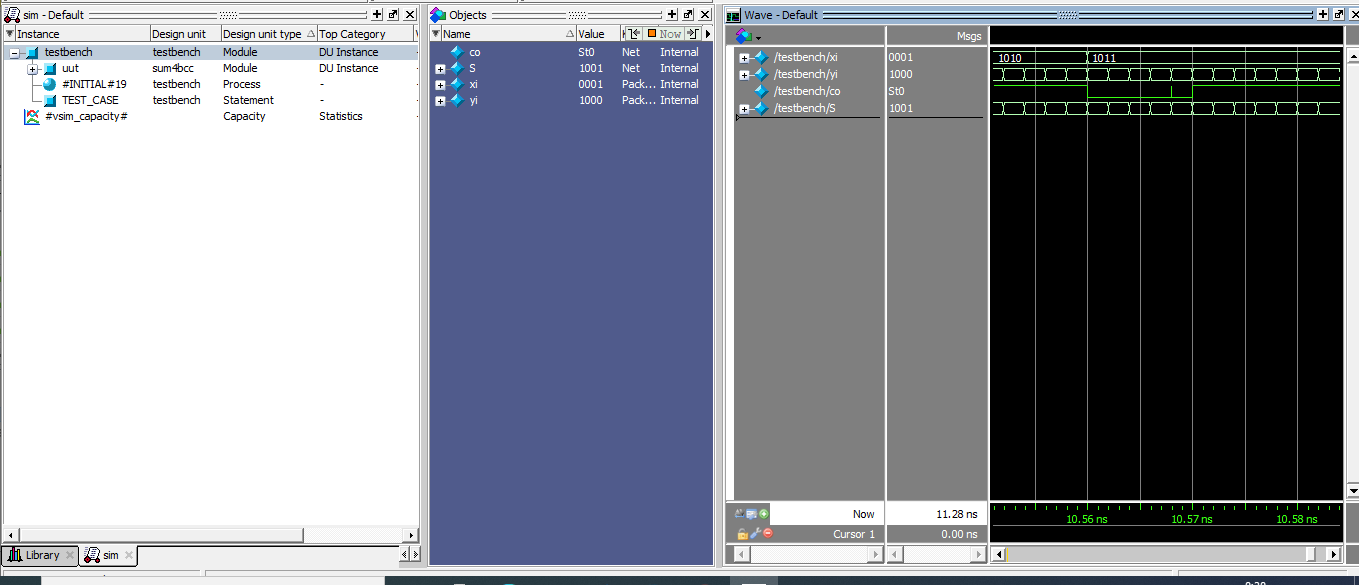 sim - Default
Instance Design unit Design unit type Top Category
testbench testbench Module DU Instance
uut sum4bcc Module DU Instance
#INITIAL#19 testbench Process -
TEST_CASE testbench Statement -
#vsim_capacity# Capacity Statistics
Library sim
Objects
Name Value Now
co St0 Net Internal
S 1001 Net Internal
xi 0001 Pack... Internal
yi 1000 Pack... Internal
Wave - Default
Msgs
/testbench/xi 0001 1010 1011
/testbench/yi 1000
/testbench/co St0
/testbench/S 1001
Now 11.28 ns 10.56 ns 10.57 ns 10.58 ns
Cursor 1 0.00 ns